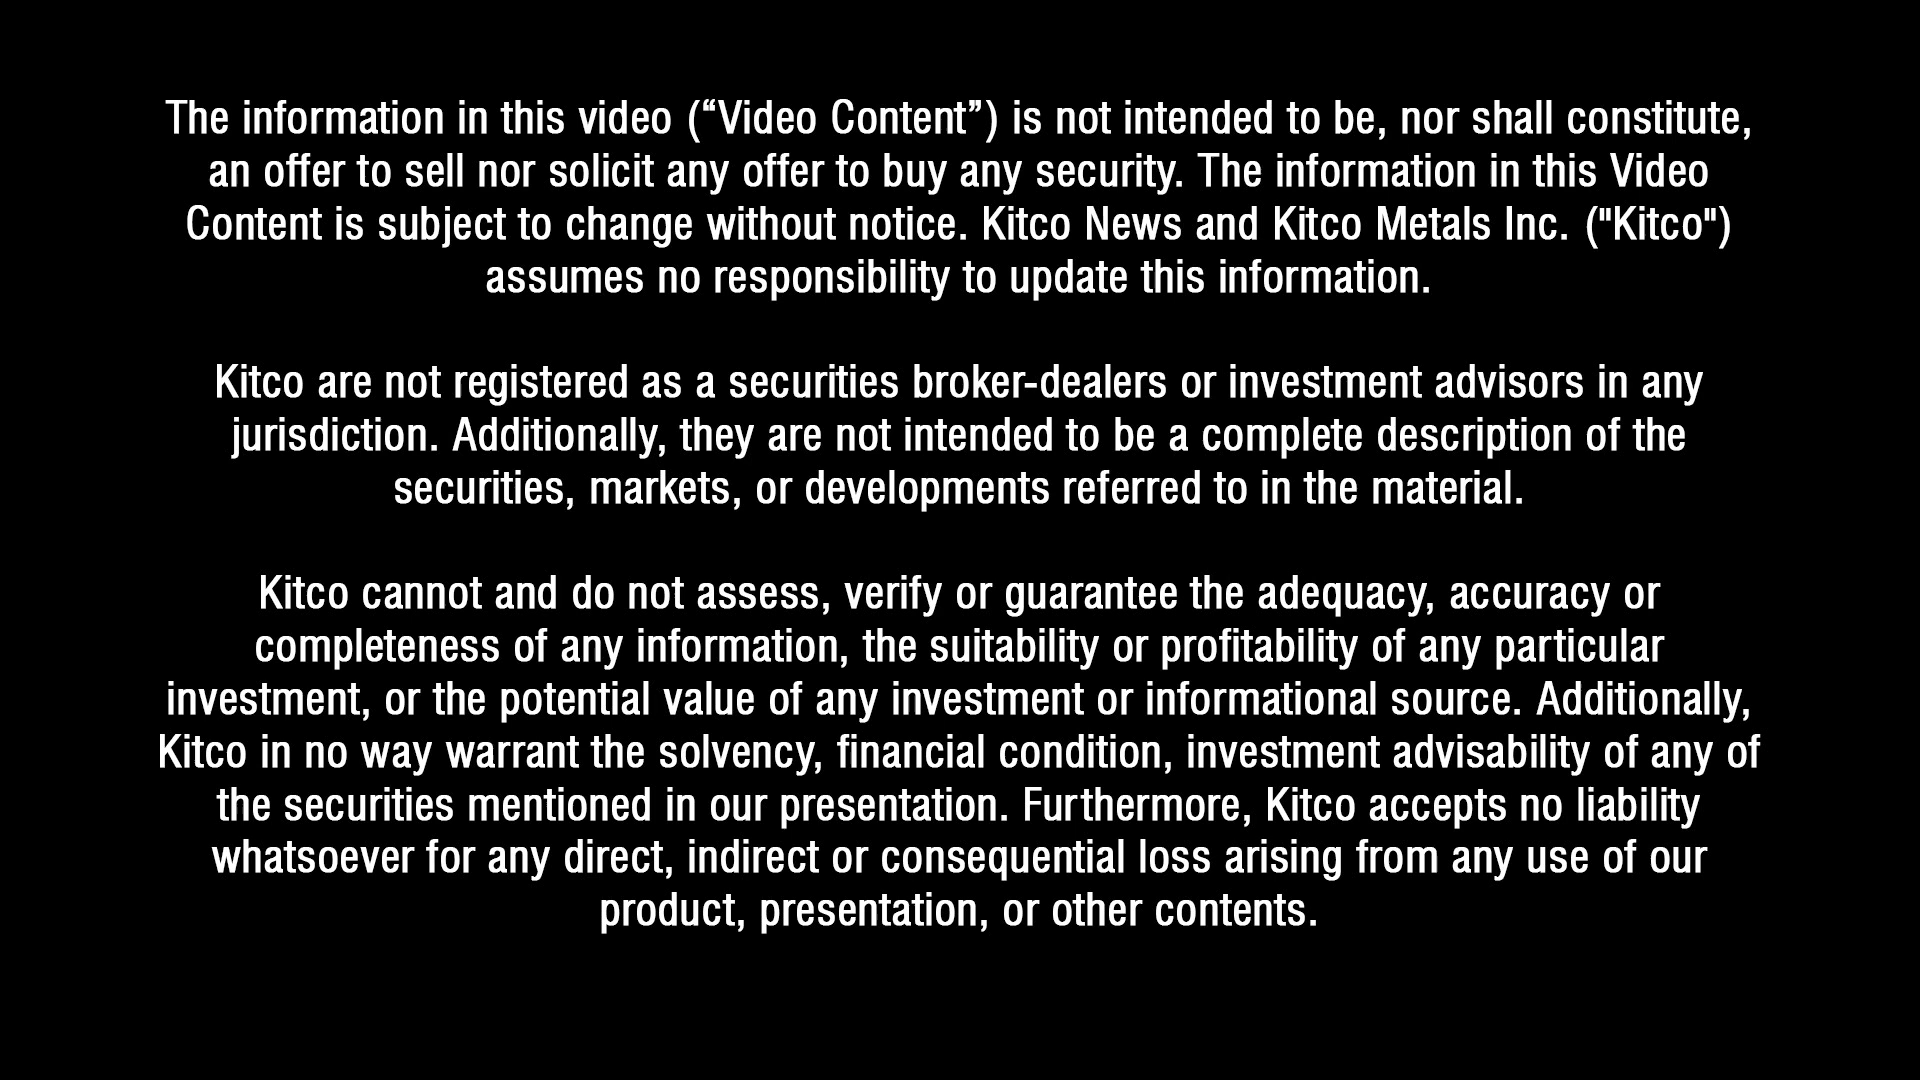 The information in this video (“Video Content”) is not intended to be, nor shall constitute,
an offer to sell nor solicit any offer to buy any security. The information in this Video
Content is subject to change without notice. Kitco News and Kitco Metals Inc. ("Kitco")
assumes no responsibility to update this information.
Kitco are not registered as a securities broker-dealers or investment advisors in any
jurisdiction. Additionally, they are not intended to be a complete description of the
securities, markets, or developments referred to in the material.
Kitco cannot and do not assess, verify or guarantee the adequacy, accuracy or
completeness of any information, the suitability or profitability of any particular
investment, or the potential value of any investment or informational source. Additionally,
Kitco in no way warrant the solvency, financial condition, investment advisability of any of
the securities mentioned in our presentation. Furthermore, Kitco accepts no liability
whatsoever for any direct, indirect or consequential loss arising from any use of our
product, presentation, or other contents.